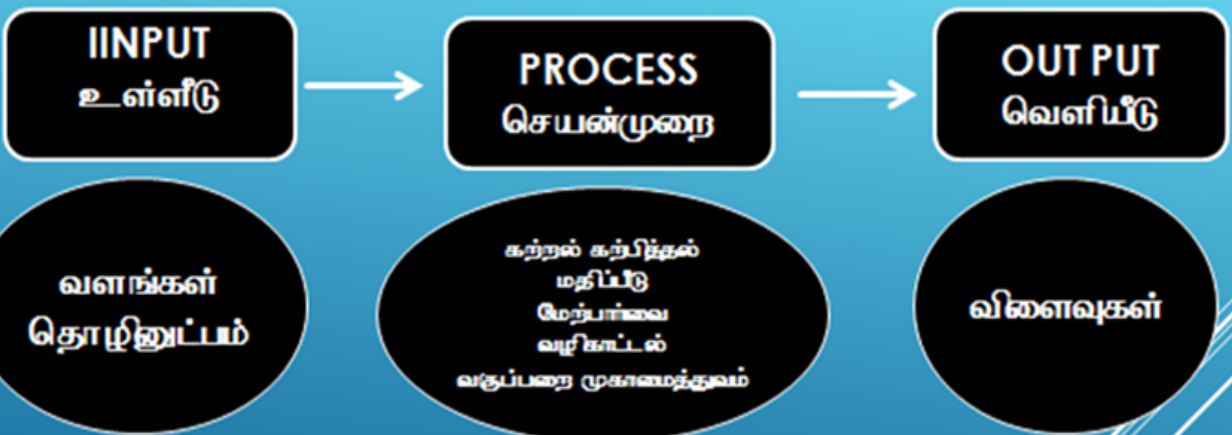 IINPUT
உள்ளீடு
PROCESS
செயன்முறை
OUT PUT
வெளியீடு
வளங்கள்
தொழினுட்பம்
கற்றல் கற்பித்தல்
மதிப்பீடு
மேற்பார்வை
வழிகாட்டல்
வகுப்பறை முகாமைத்துவம்
விளைவுகள்